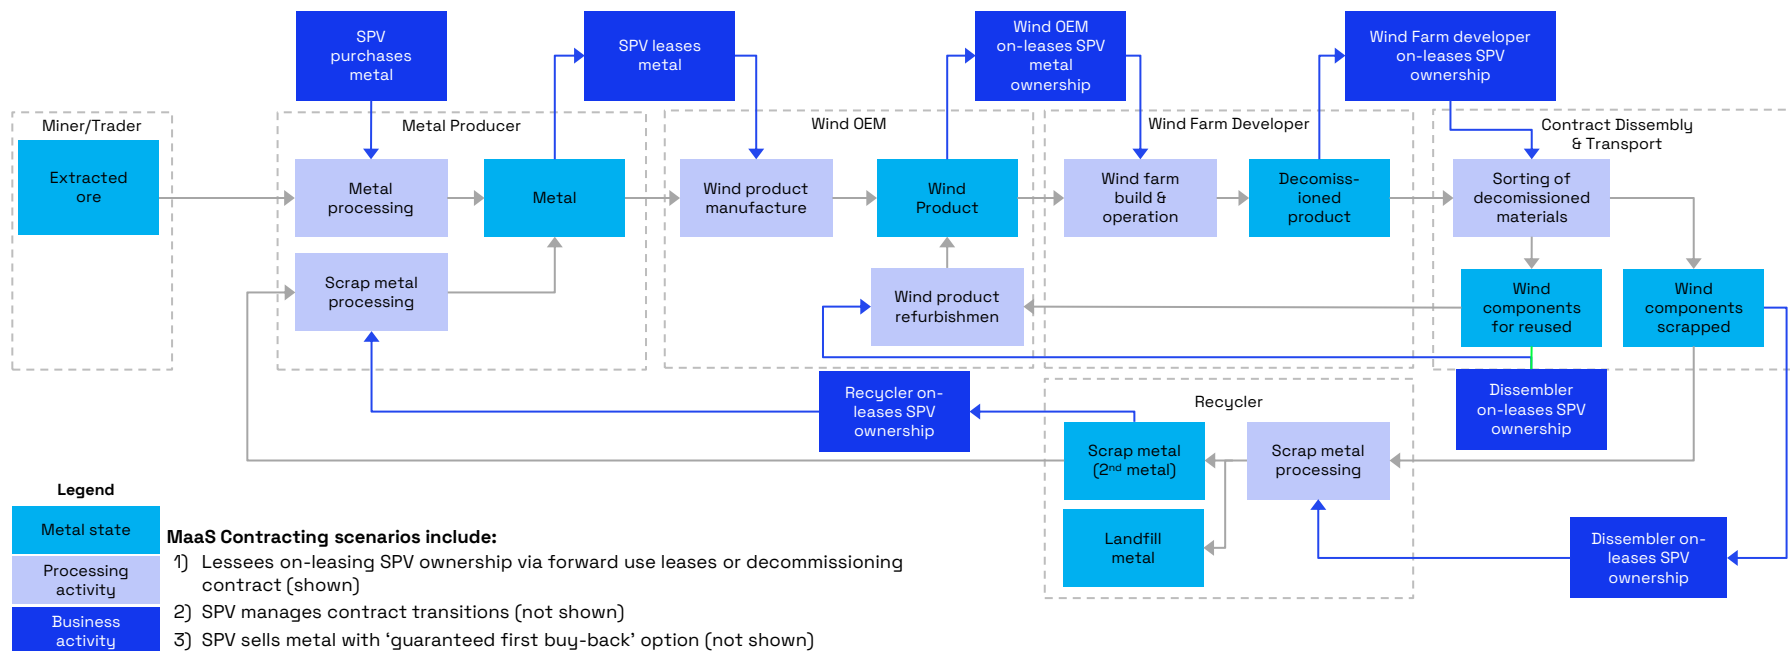 SPV
purchases
metal
SPV leases
metal
Wind OEM
on-leases SPV
metal
ownership
Wind Farm developer
on-leases SPV
ownership
Miner/Trader
Metal Producer
Wind OEM
Wind Farm Developer
Contract Dissembly
& Transport
Extracted
ore
Metal
processing
Metal
Wind product
manufacture
Wind
Product
Wind farm
build &
operation
Decomiss-
ioned
product
Sorting of
decomissioned
materials
Scrap metal
processing
Wind product
refurbishmen
Wind
components
for reused
Wind
components
scrapped
Recycler on-
leases SPV
ownership
Recycler
Dissembler
on-leases SPV
ownership
Scrap metal
(2nd metal)
Scrap metal
processing
Landfill
metal
Dissembler on-
leases SPV
ownership
Legend
Metal state
Processing
activity
Business
activity
MaaS Contracting scenarios include:
1) Lessees on-leasing SPV ownership via forward use leases or decommissioning
contract (shown)
2) SPV manages contract transitions (not shown)
3) SPV sells metal with ‘guaranteed first buy-back’ option (not shown)